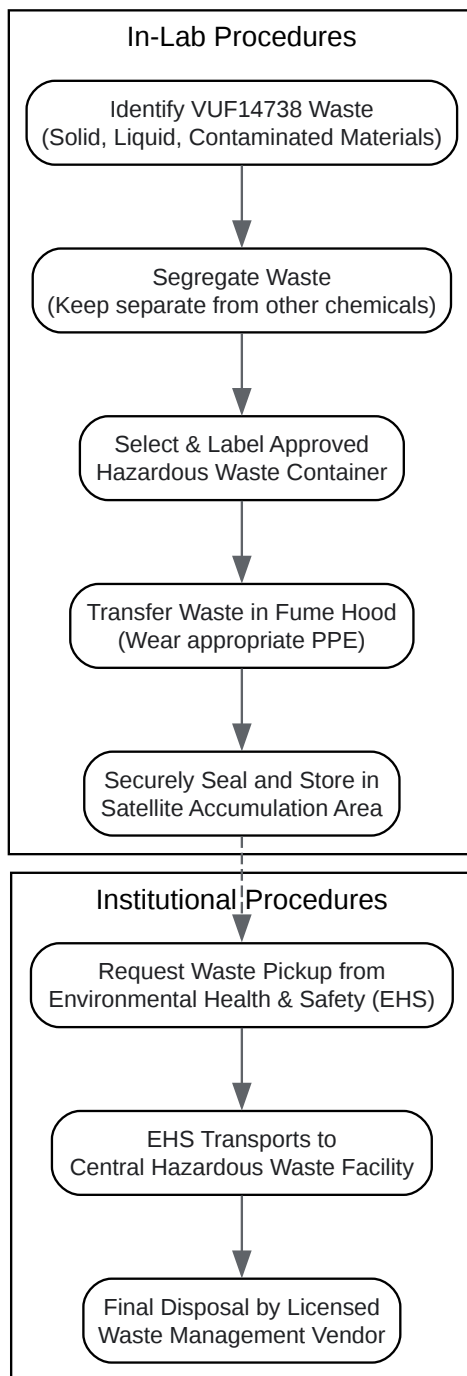 In-Lab Procedures
Identify VUF14738 Waste
(Solid, Liquid, Contaminated Materials)
Segregate Waste
(Keep separate from other chemicals)
Select & Label Approved
Hazardous Waste Container
Transfer Waste in Fume Hood
(Wear appropriate PPE)
Securely Seal and Store in
Satellite Accumulation Area
Institutional Procedures
Request Waste Pickup from
Environmental Health & Safety (EHS)
EHS Transports to
Central Hazardous Waste Facility
Final Disposal by Licensed
Waste Management Vendor